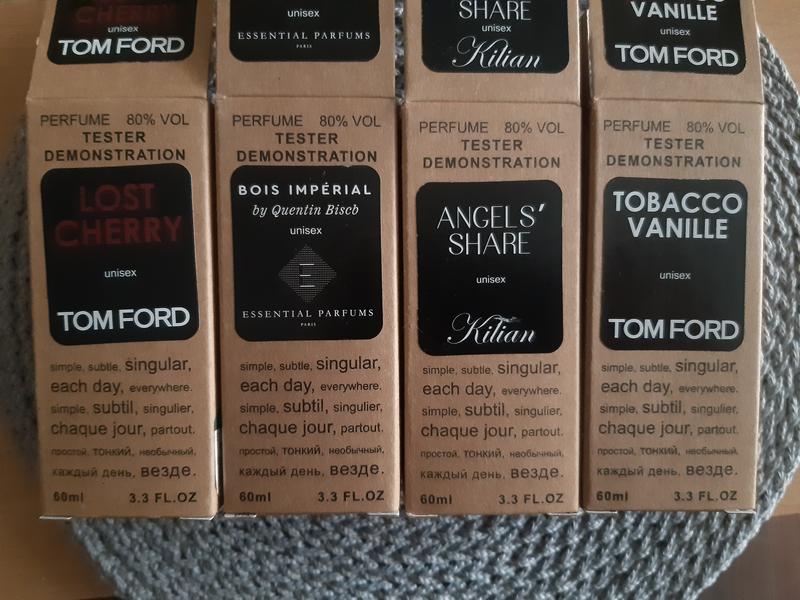 CHERRY
unisex
TOM FORD
PERFUME 80% VOL
TESTER
DEMONSTRATION
LOST
CHERRY
unisex
TOM FORD
simple, subtle, singular,
each day, everywhere.
simple, subtil, singulier,
chaque jour, partout.
простой, тонкий, необычный,
каждый день, везде.
60ml 3.3 FL.OZ
unisex
ESSENTIAL PARFUMS
PARIS
PERFUME 80% VOL
TESTER
DEMONSTRATION
BOIS IMPÉRIAL
by Quentin Bisch
unisex
E
ESSENTIAL PARFUMS
PARIS
simple, subtle, singular,
each day, everywhere.
simple, subtil, singulier,
chaque jour, partout.
простой, тонкий, необычный,
каждый день, везде.
60ml 3.3 FL.OZ
SHARE
unisex
Kilian
PERFUME 80% VOL
TESTER
DEMONSTRATION
ANGELS'
SHARE
unisex
Kilian
simple, subtle, singular,
each day, everywhere.
simple, subtil, singulier,
chaque jour, partout.
простой, тонкий, необычный,
каждый день, везде.
60ml 3.3 FL.OZ
VANILLE
unisex
TOM FORD
PERFUME 80% VOL
TESTER
DEMONSTRATION
TOBACCO
VANILLE
unisex
TOM FORD
simple, subtle, singular,
each day, everywhere.
simple, subtil, singulier,
chaque jour, partout.
простой, тонкий, необычный,
каждый день, везде.
60ml 3.3 FL.OZ